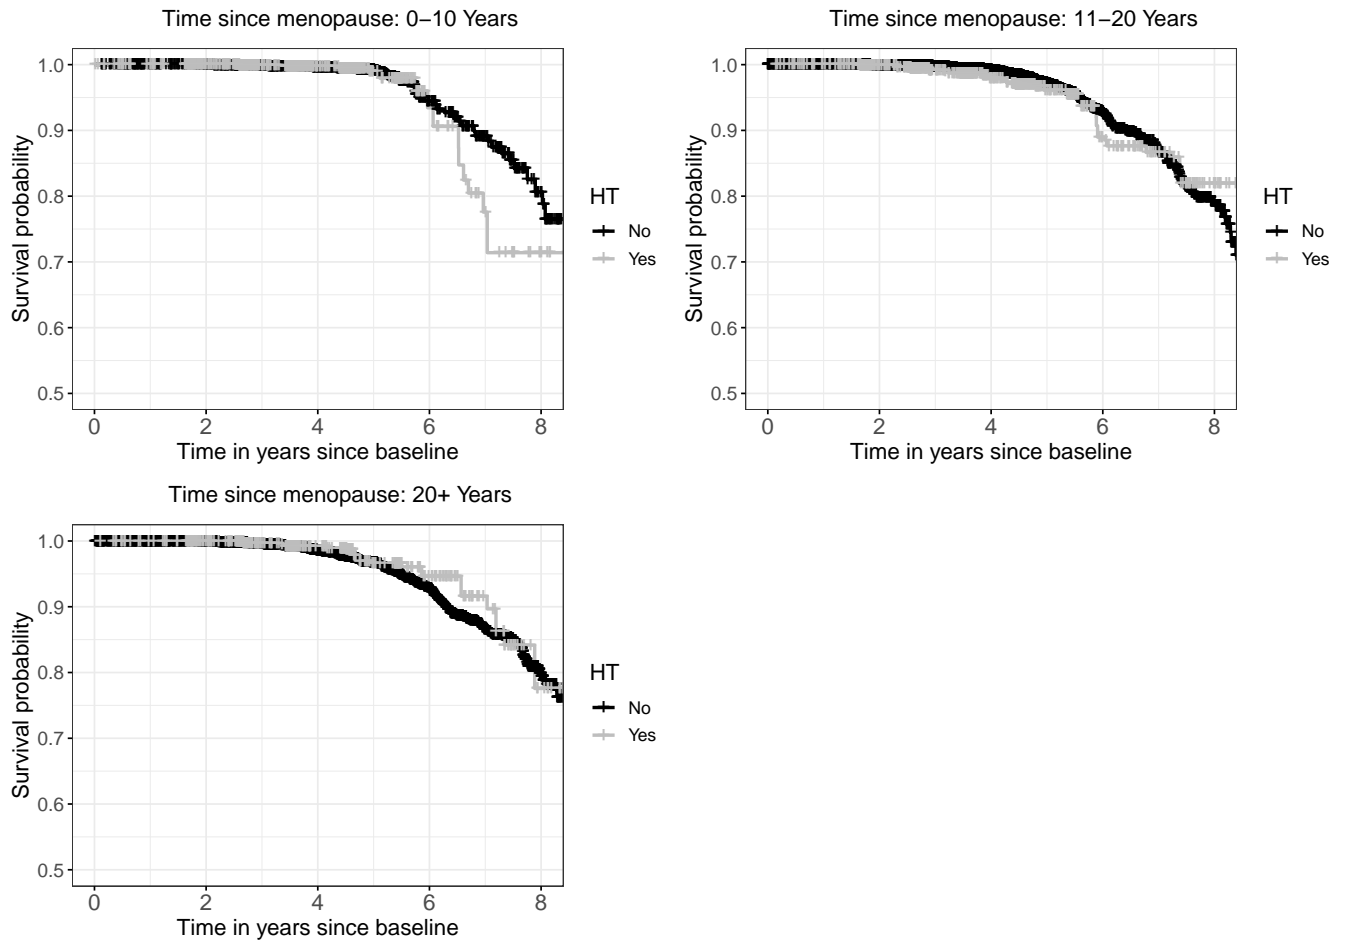 Time since menopause: 0−10 Years
1.0
0.9
0.8
0.7
0.6
0.5
Survival probability
0 2 4 6 8
Time in years since baseline
HT
No
Yes
Time since menopause: 11−20 Years
1.0
0.9
0.8
0.7
0.6
0.5
Survival probability
0 2 4 6 8
Time in years since baseline
HT
No
Yes
Time since menopause: 20+ Years
1.0
0.9
0.8
0.7
0.6
0.5
Survival probability
0 2 4 6 8
Time in years since baseline
HT
No
Yes